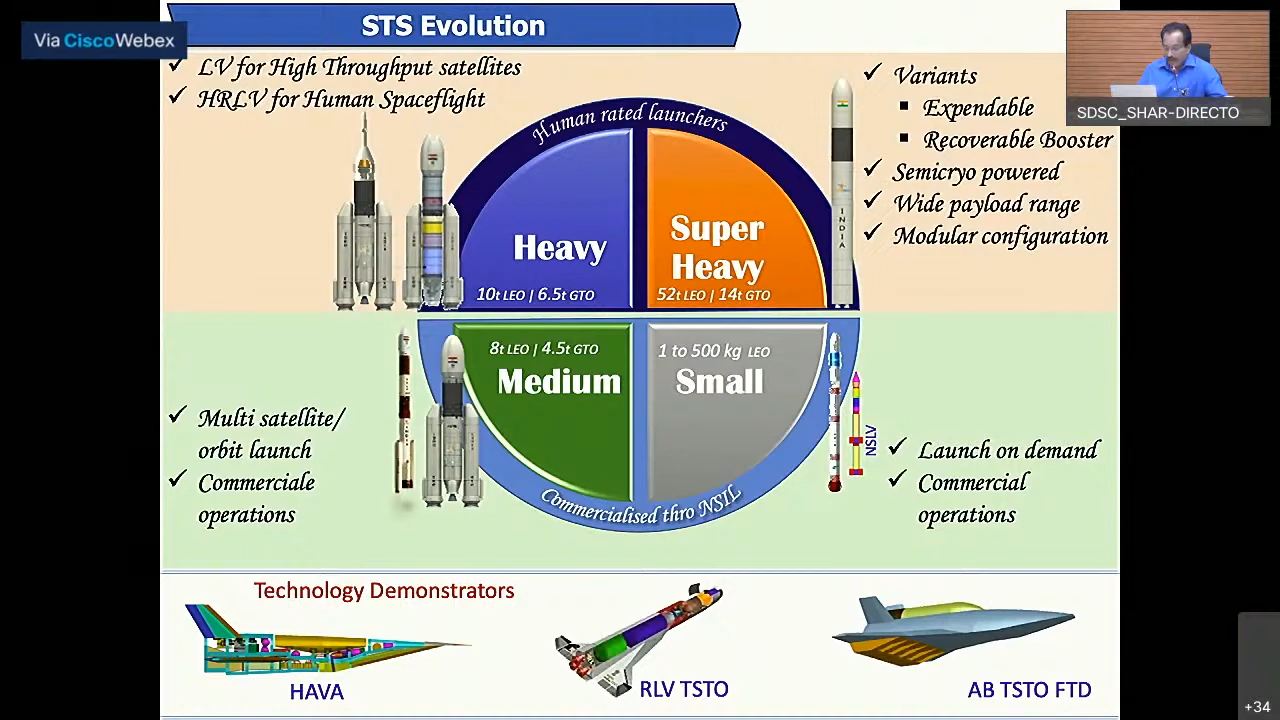 STS Evolution
Via CiscoWebex
✓ LV for High Throughput satellites
✓ HRLV for Human Spaceflight
Human rated launchers
Heavy
10t LEO | 6.5t GTO
Super
Heavy
52t LEO | 14t GTO
INDIA
✓ Variants
▪ Expendable
▪ Recoverable Booster
✓ Semicryo powered
✓ Wide payload range
✓ Modular configuration
SDSC_SHAR-DIRECTO
8t LEO | 4.5t GTO
Medium
1 to 500 kg LEO
Small
Commercialised thro NSIL
✓ Multi satellite/
orbit launch
✓ Commerciale
operations
NSLV
✓ Launch on demand
✓ Commercial
operations
Technology Demonstrators
HAVA
RLV TSTO
AB TSTO FTD
+34